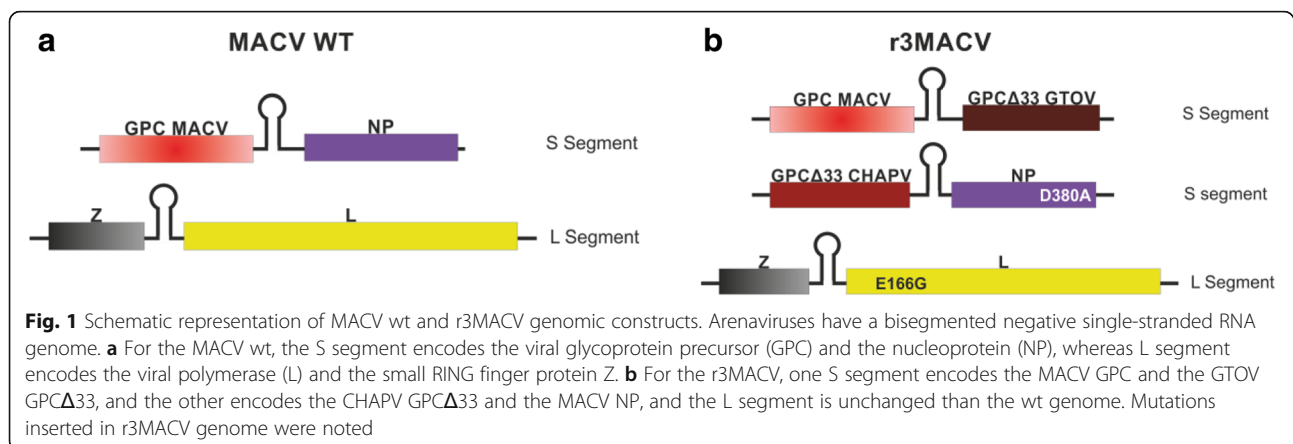 a
MACV WT
GPC MACV
NP
S Segment
Z
L
L Segment
b
r3MACV
GPC MACV
GPCΔ33 GTOV
S Segment
GPCΔ33 CHAPV
NP
D380A
S segment
Z
L
E166G
L Segment
Fig. 1 Schematic representation of MACV wt and r3MACV genomic constructs. Arenaviruses have a bisegmented negative single-stranded RNA
genome. a For the MACV wt, the S segment encodes the viral glycoprotein precursor (GPC) and the nucleoprotein (NP), whereas L segment
encodes the viral polymerase (L) and the small RING finger protein Z. b For the r3MACV, one S segment encodes the MACV GPC and the GTOV
GPCΔ33, and the other encodes the CHAPV GPCΔ33 and the MACV NP, and the L segment is unchanged than the wt genome. Mutations
inserted in r3MACV genome were noted